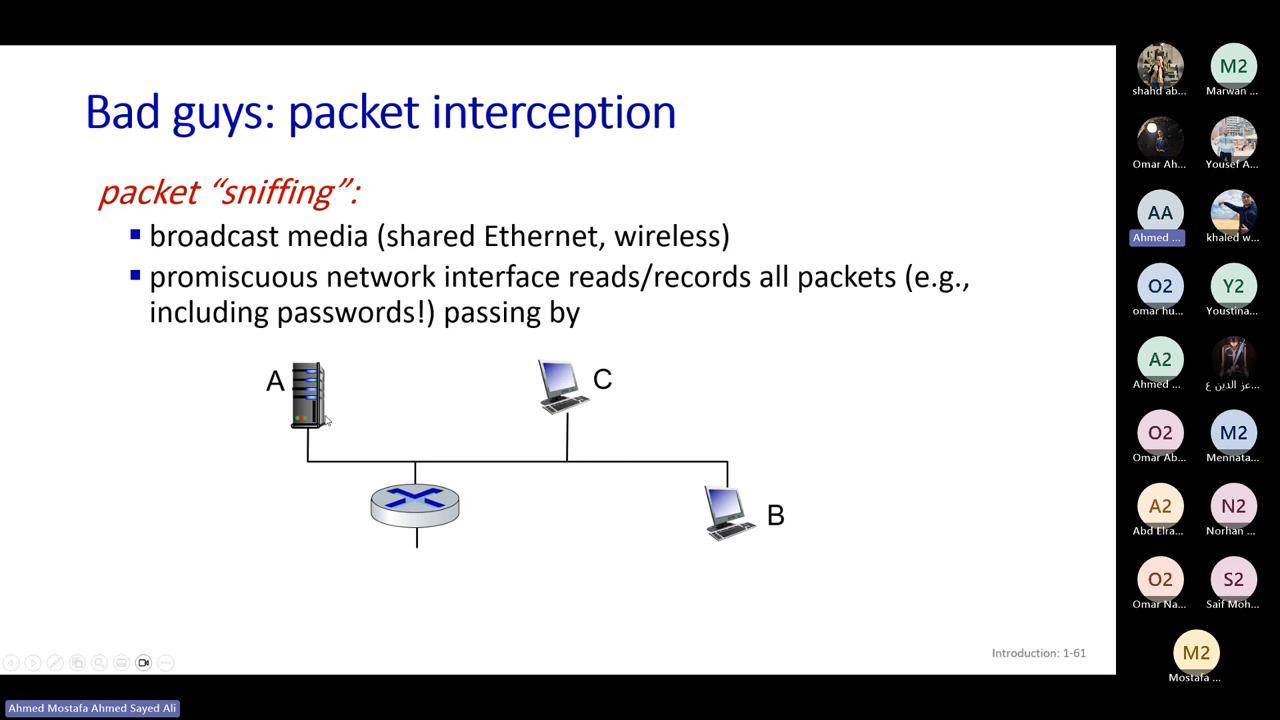 Bad guys: packet interception
packet “sniffing”:
broadcast media (shared Ethernet, wireless)
promiscuous network interface reads/records all packets (e.g.,
including passwords!) passing by
A
C
B
Introduction: 1-61
Ahmed Mostafa Ahmed Sayed Ali
shahd ab...
M2
Marwan ...
Omar Ah...
Yousef A...
AA
Ahmed ...
khaled w...
O2
omar hu...
Y2
Youstina...
A2
Ahmed ...
عز الدين ع...
O2
Omar Ab...
M2
Mennata...
A2
Abd Elra...
N2
Norhan ...
O2
Omar Na...
S2
Saif Moh...
M2
Mostafa ...